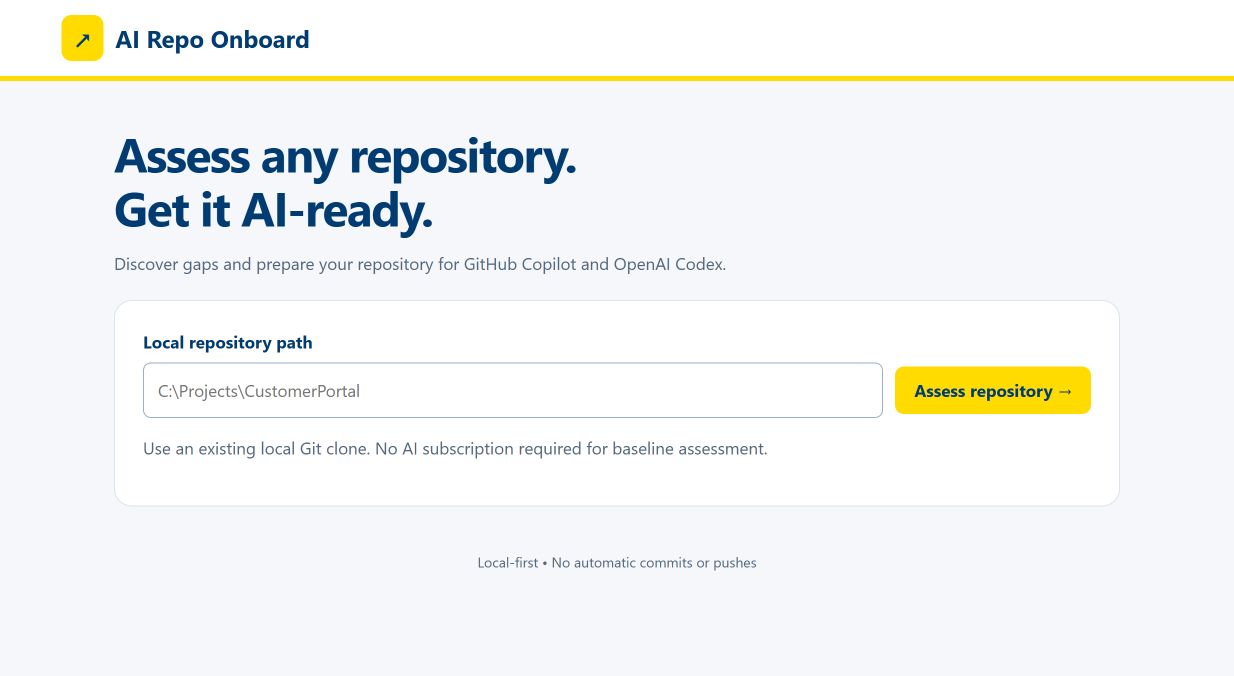 ↗ AI Repo Onboard
Assess any repository.
Get it AI-ready.
Discover gaps and prepare your repository for GitHub Copilot and OpenAI Codex.
Local repository path
C:\Projects\CustomerPortal
Assess repository →
Use an existing local Git clone. No AI subscription required for baseline assessment.
Local-first • No automatic commits or pushes